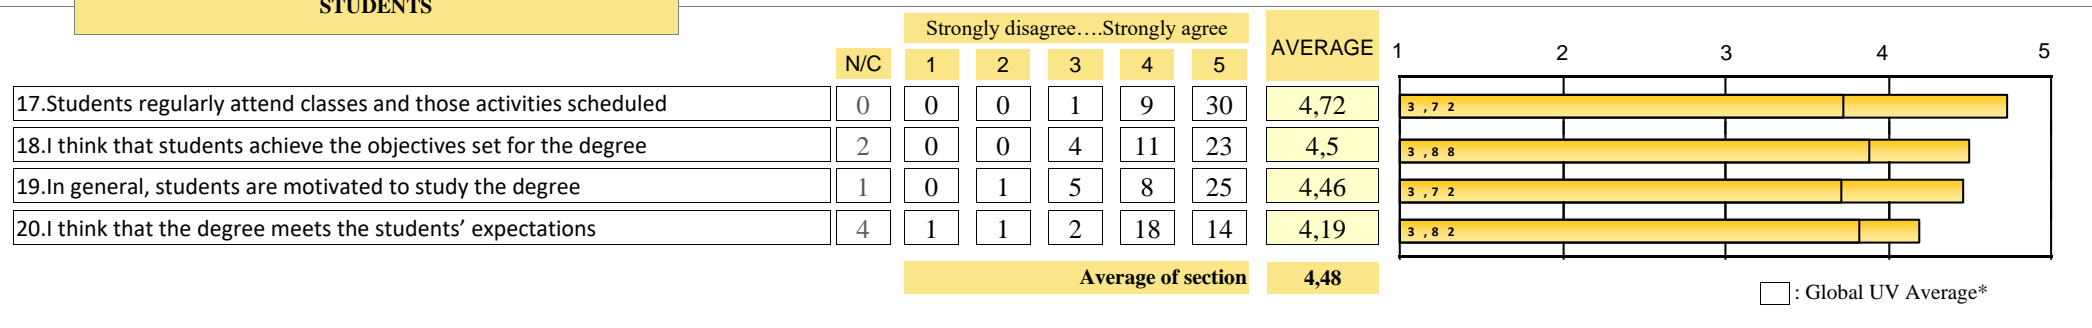 STUDENTS
Strongly disagree….Strongly agree
N/C 1 2 3 4 5 AVERAGE 1 2 3 4 5
17.Students regularly attend classes and those activities scheduled 0 0 0 1 9 30 4,72 3,72
18.I think that students achieve the objectives set for the degree 2 0 0 4 11 23 4,5 3,88
19.In general, students are motivated to study the degree 1 0 1 5 8 25 4,46 3,72
20.I think that the degree meets the students’ expectations 4 1 1 2 18 14 4,19 3,82
Average of section 4,48
: Global UV Average*